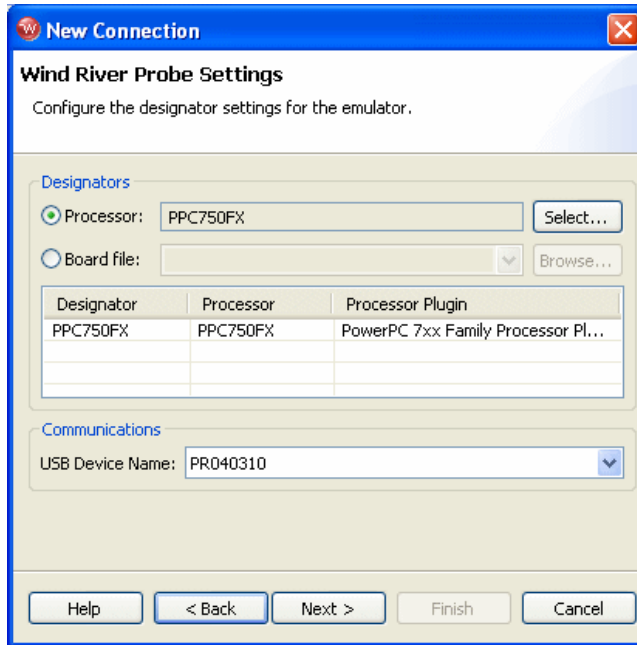 New Connection
Wind River Probe Settings
Configure the designator settings for the emulator.
Designators
Processor: PPC750FX Select...
Board file: Browse...
Designator Processor Processor Plugin
PPC750FX PPC750FX PowerPC 7xx Family Processor Pl...
Communications
USB Device Name: PR040310
Help < Back Next > Finish Cancel